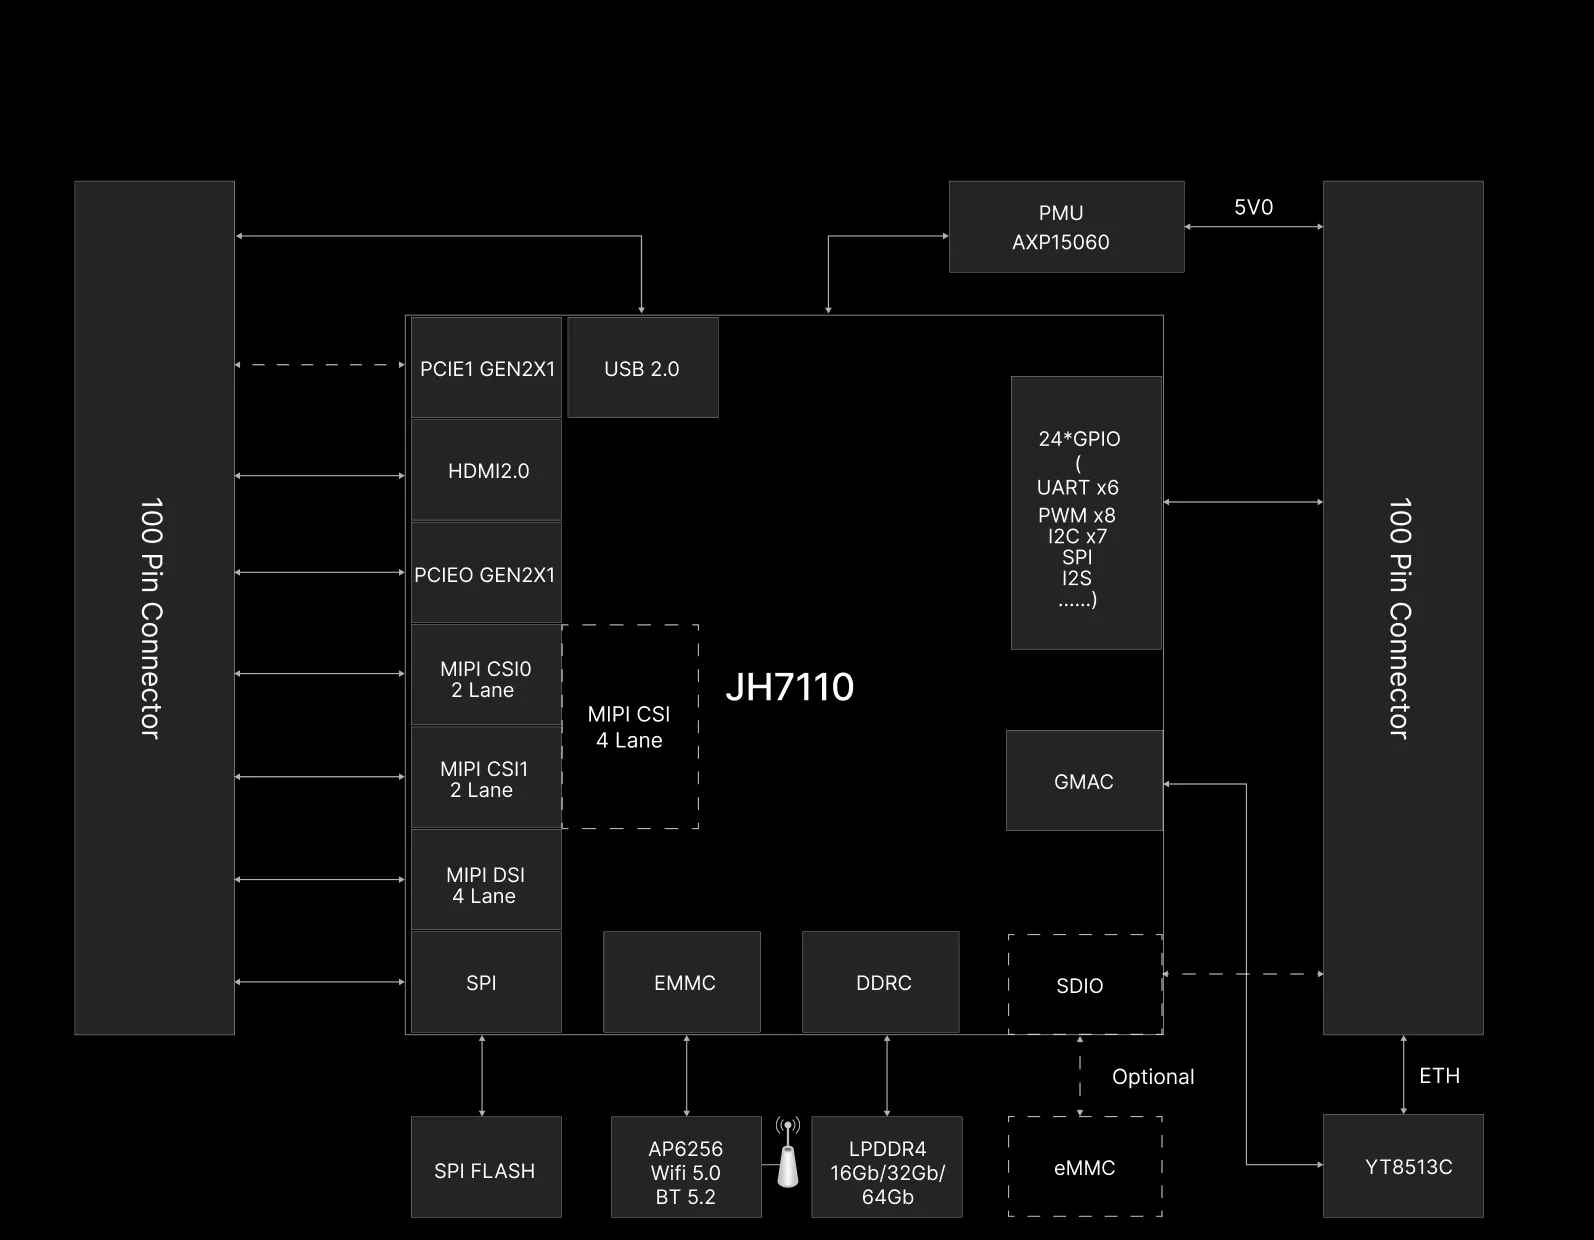 PMU
AXP15060
5V0
100 Pin Connector
PCIE1 GEN2X1
USB 2.0
HDMI2.0
PCIEO GEN2X1
MIPI CSI0
2 Lane
MIPI CSI1
2 Lane
MIPI CSI
4 Lane
MIPI DSI
4 Lane
SPI
JH7110
24*GPIO
(
UART x6
PWM x8
I2C x7
SPI
I2S
......)
GMAC
100 Pin Connector
EMMC
DDRC
SDIO
Optional
ETH
SPI FLASH
AP6256
Wifi 5.0
BT 5.2
LPDDR4
16Gb/32Gb/
64Gb
eMMC
YT8513C